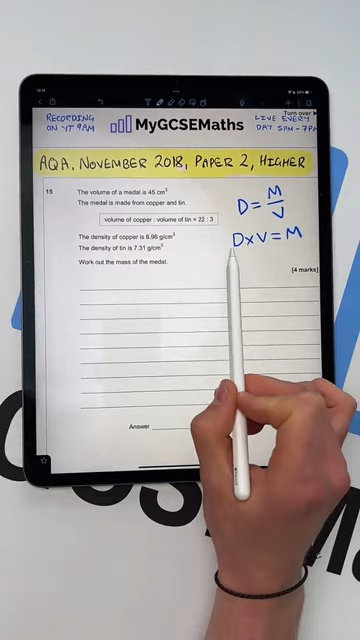 Turn over
RECORDING
ON YT 9AM
MyGCSEMaths
LIVE EVERY
DAY 5PM-7PM
AQA, NOVEMBER 2018, PAPER 2, HIGHER
15
The volume of a medal is 45 cm³
The medal is made from copper and tin.
volume of copper : volume of tin = 22 : 3
The density of copper is 8.96 g/cm³
The density of tin is 7.31 g/cm³
Work out the mass of the medal.
D = M/V
D x V = M
[4 marks]
Answer